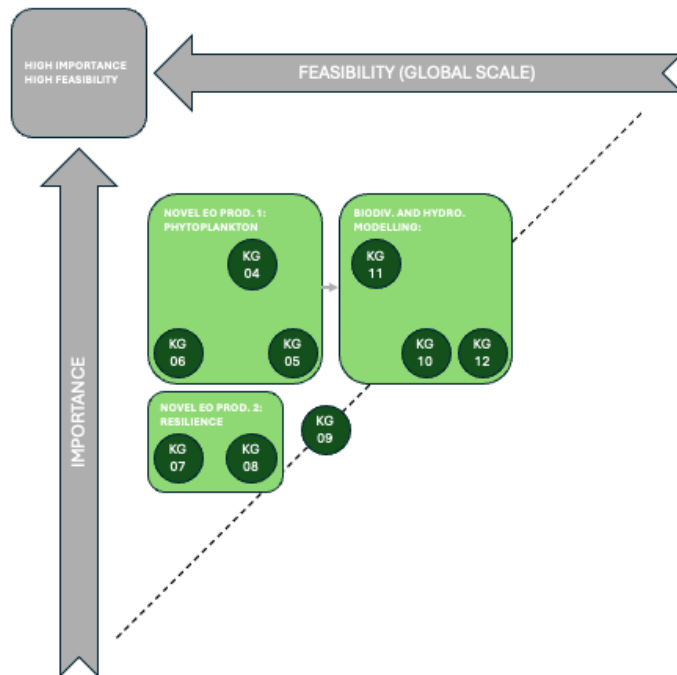 HIGH IMPORTANCE
HIGH FEASIBILITY
FEASIBILITY (GLOBAL SCALE)
IMPORTANCE
NOVEL EO PROD. 1:
PHYTOPLANKTON
KG
04
KG
06
KG
05
BIODIV. AND HYDRO.
MODELLING:
KG
11
KG
10
KG
12
NOVEL EO PROD. 2:
RESILIENCE
KG
07
KG
08
KG
09